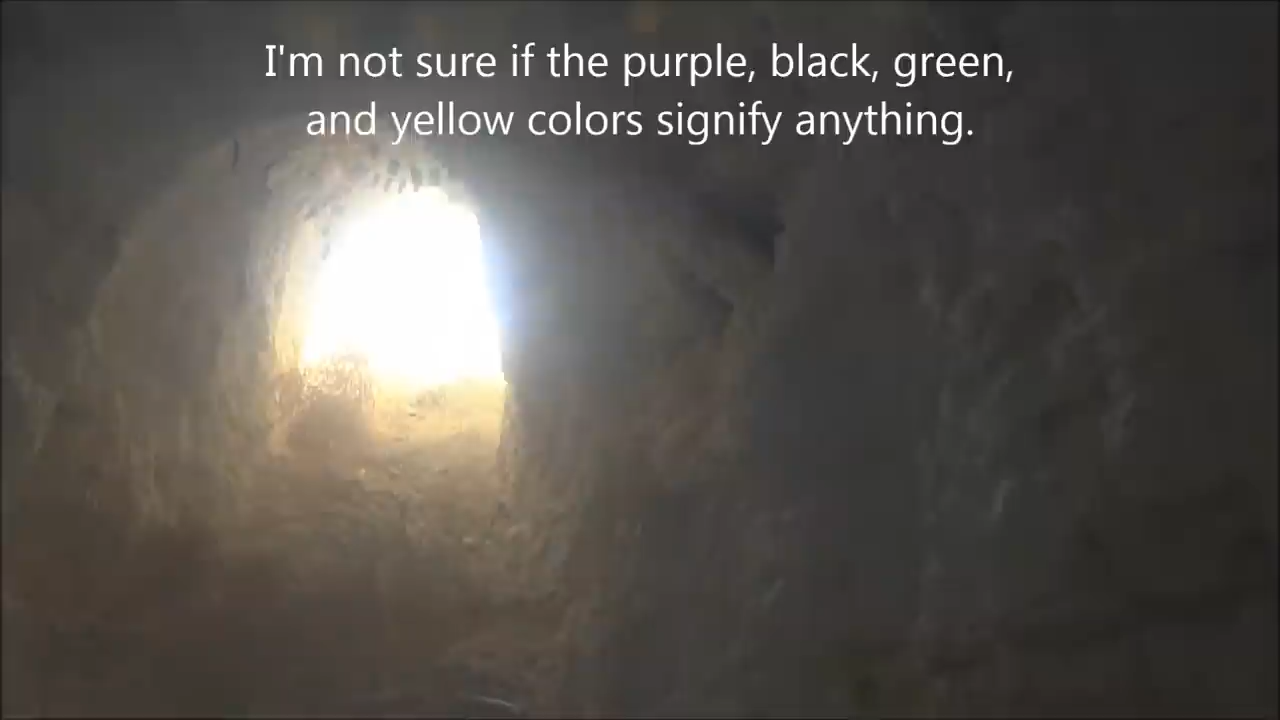 I'm not sure if the purple, black, green,
and yellow colors signify anything.